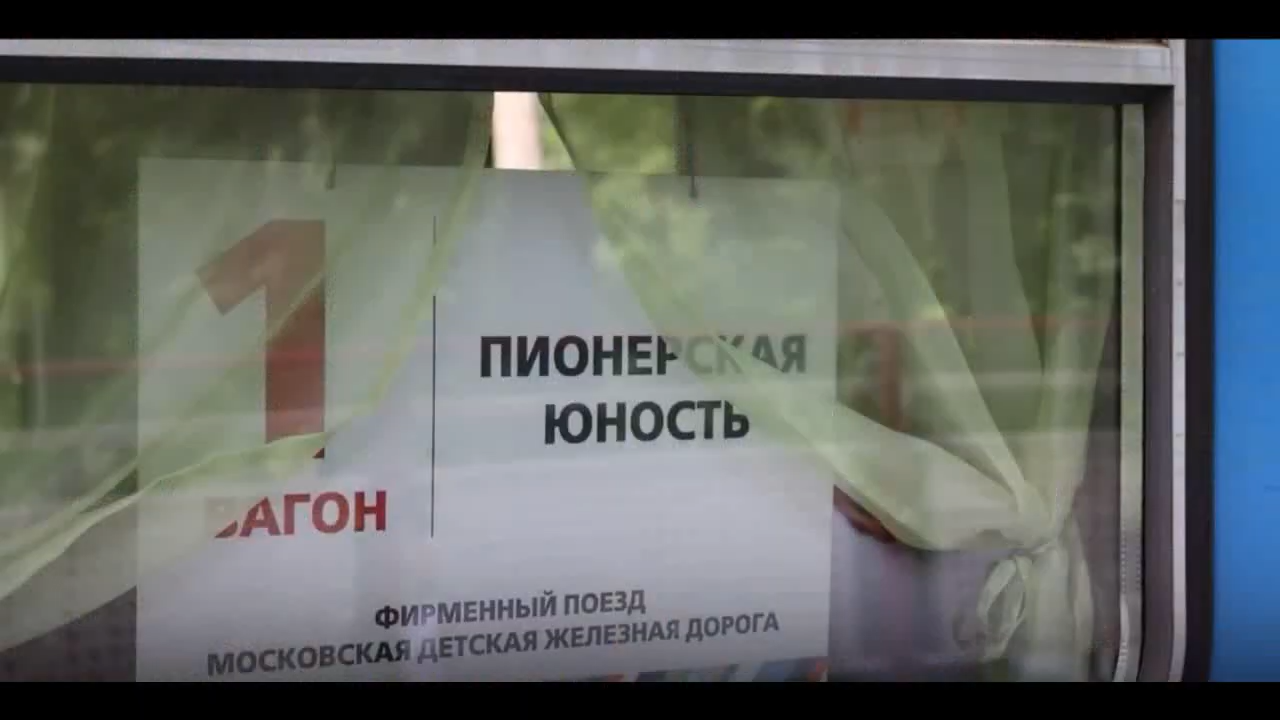 1
ВАГОН
ПИОНЕРСКАЯ
ЮНОСТЬ
ФИРМЕННЫЙ ПОЕЗД
МОСКОВСКАЯ ДЕТСКАЯ ЖЕЛЕЗНАЯ ДОРОГА